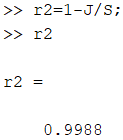 >> r2=1-J/S;
>> r2
r2 =
0.9988